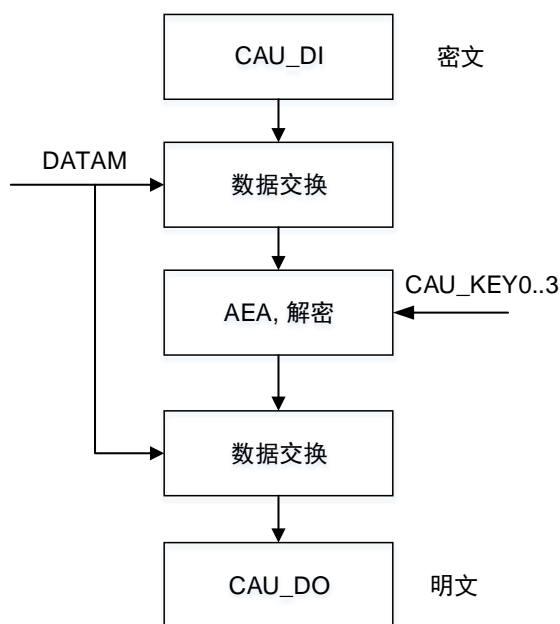 CAU_DI 密文
DATAM
数据交换
CAU_KEY0..3
AEA, 解密
数据交换
CAU_DO 明文